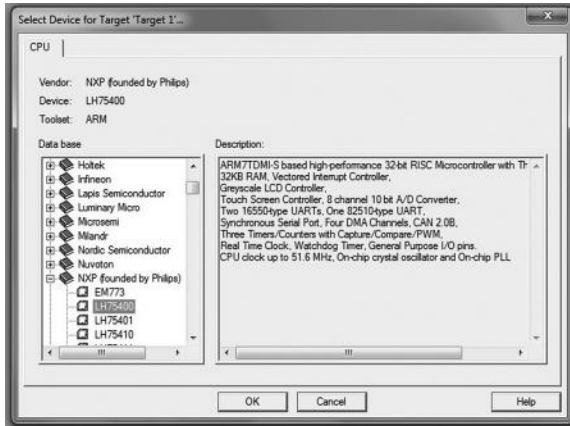 Select Device for Target 'Target 1'...
CPU
Vendor: NXP (founded by Philips)
Device: LH75400
Toolset: ARM
Data base
Description:
Holtek
Infineon
Lapis Semiconductor
Luminary Micro
Microsemi
Milandr
Nordic Semiconductor
Nuvoton
NXP (founded by Philips)
EM773
LH75400
LH75401
LH75410
ARM7TDMI-S based high-performance 32-bit RISC Microcontroller with Th
32KB RAM, Vectored Interrupt Controller,
Greyscale LCD Controller,
Touch Screen Controller, 8 channel 10 bit A/D Converter,
Two 16550-type UARTs, One 82510-type UART,
Synchronous Serial Port, Four DMA Channels, CAN 2.0B,
Three Timers/Counters with Capture/Compare/PWM,
Real Time Clock, Watchdog Timer, General Purpose I/O pins.
CPU clock up to 51.6 MHz, On-chip crystal oscillator and On-chip PLL
OK
Cancel
Help